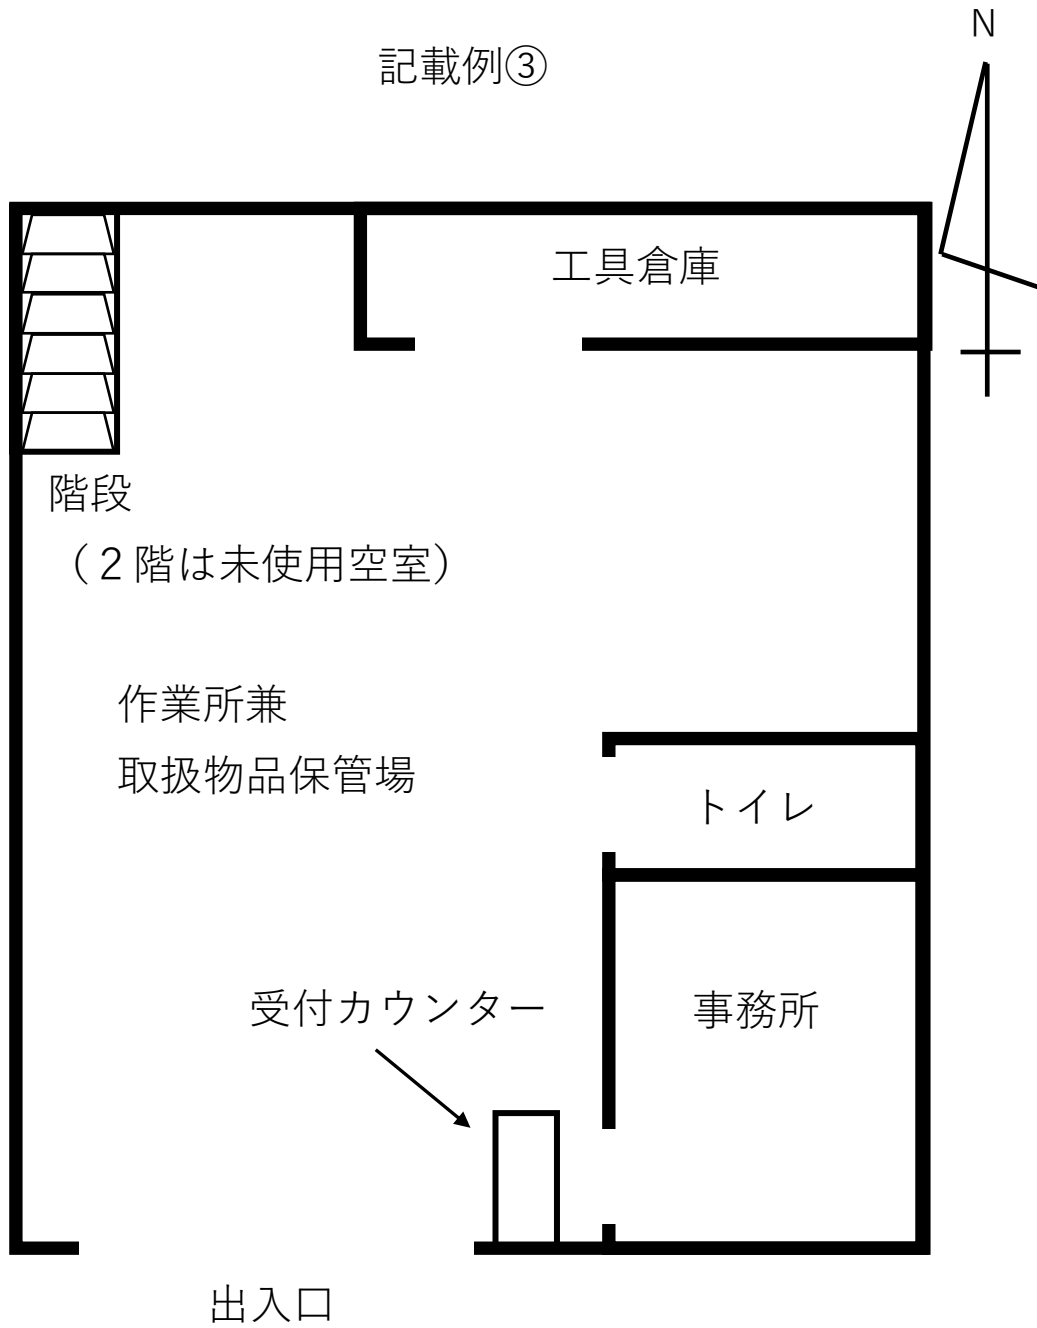 N
記載例③
工具倉庫
階段
（２階は未使用空室）
作業所兼
取扱物品保管場
トイレ
受付カウンター
事務所
出入口